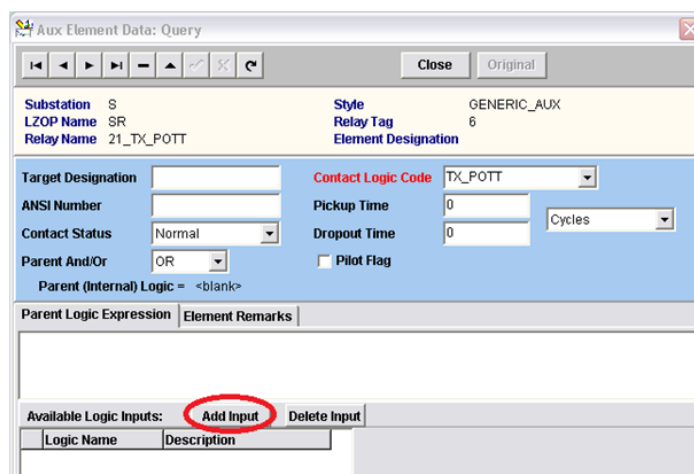 Aux Element Data: Query
Close Original
Substation S Style GENERIC_AUX
LZOP Name SR Relay Tag 6
Relay Name 21_TX_POTT Element Designation
Target Designation Contact Logic Code TX_POTT
ANSI Number Pickup Time 0
Cycles
Contact Status Normal Dropout Time 0
Parent And/Or OR Pilot Flag
Parent (Internal) Logic = <blank>
Parent Logic Expression Element Remarks
Available Logic Inputs: Add Input Delete Input
Logic Name Description